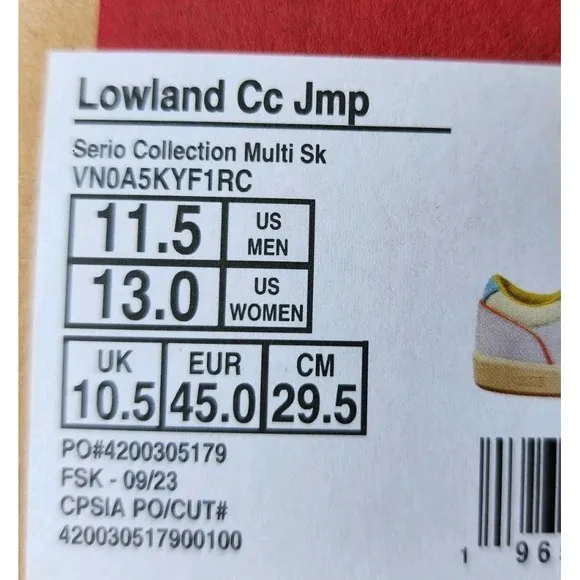 Lowland Cc Jmp
Serio Collection Multi Sk
VN0A5KYF1RC
11.5 US MEN
13.0 US WOMEN
UK EUR CM
10.5 45.0 29.5
PO#4200305179
FSK - 09/23
CPSIA PO/CUT#
420030517900100
1 96